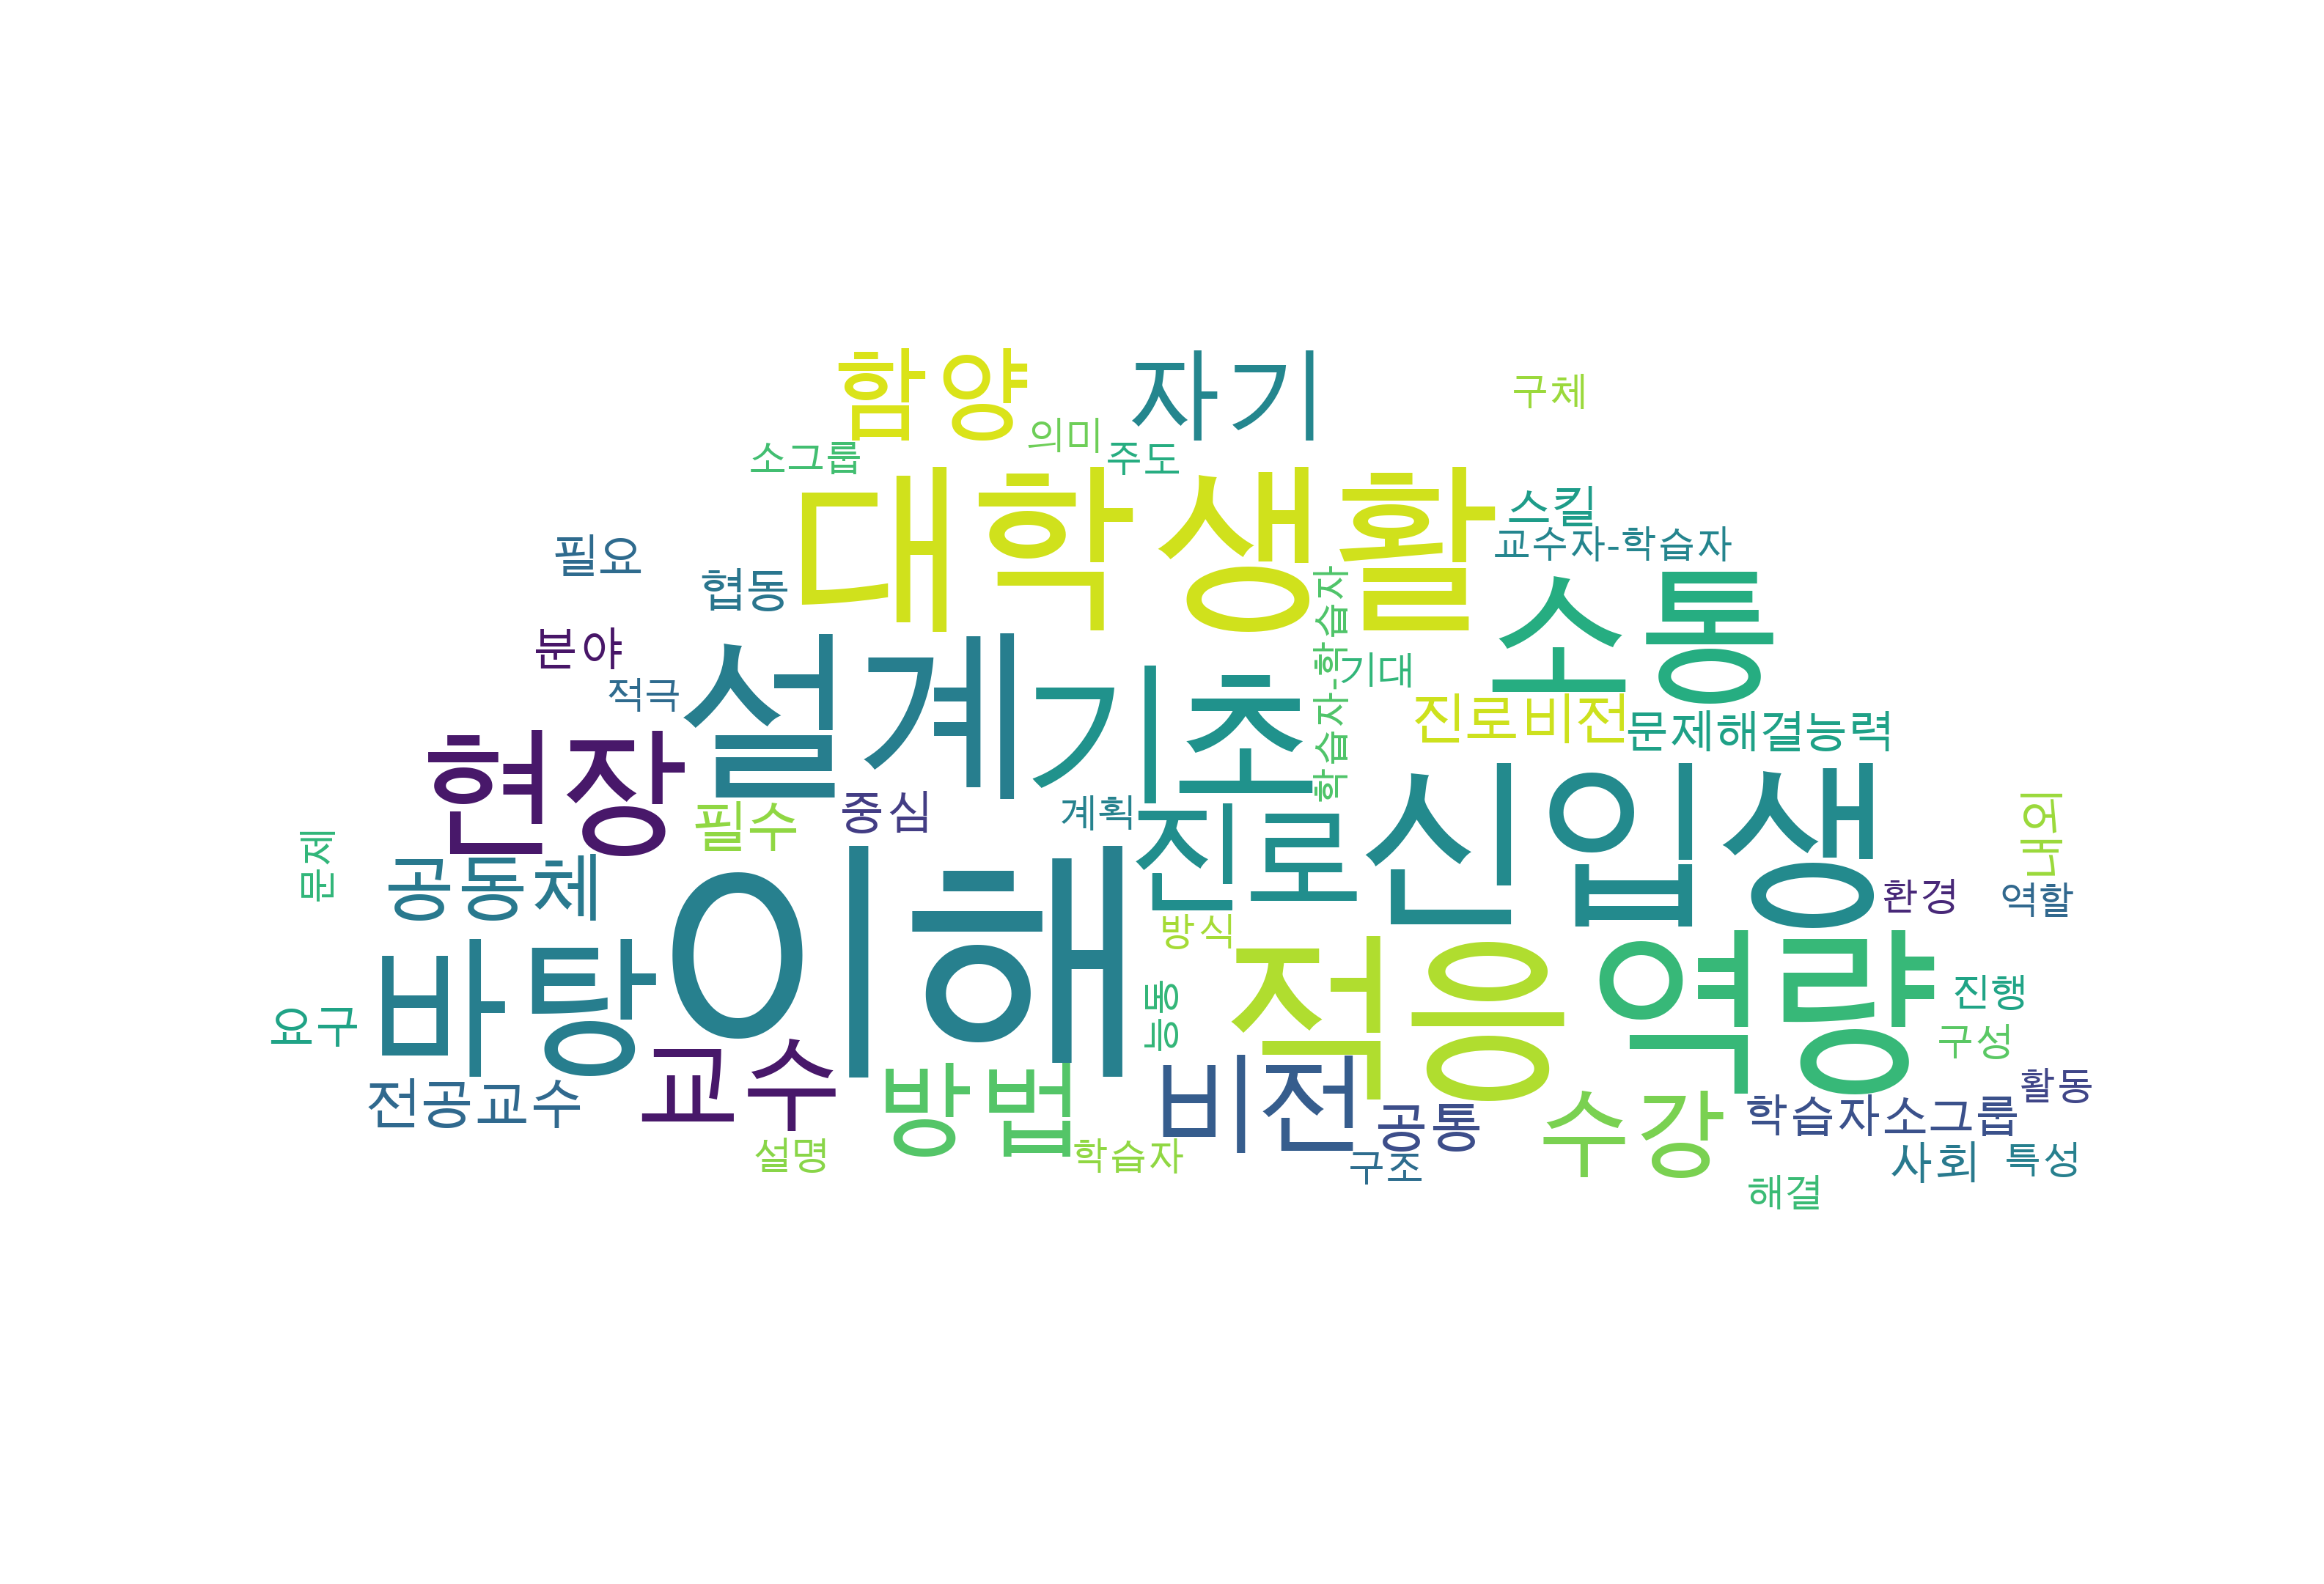 함양
자기
구체
의미
소그룹
주도
대학생활
스킬
교수자-학습자
필요
협동
소통
분야
학습자-학습자
기대
적극
설계
기초
진로비전
문제해결능력
현장
필수
중심
계획
진로
신입생
노력
문제
공동체
이해
환경
역할
방식
바탕
적응
역량
능동
진행
요구
구성
교수
활동
전공교수
방법
비전
공통
수강
학습자소그룹
설명
학습자
구조
사회
특성
해결